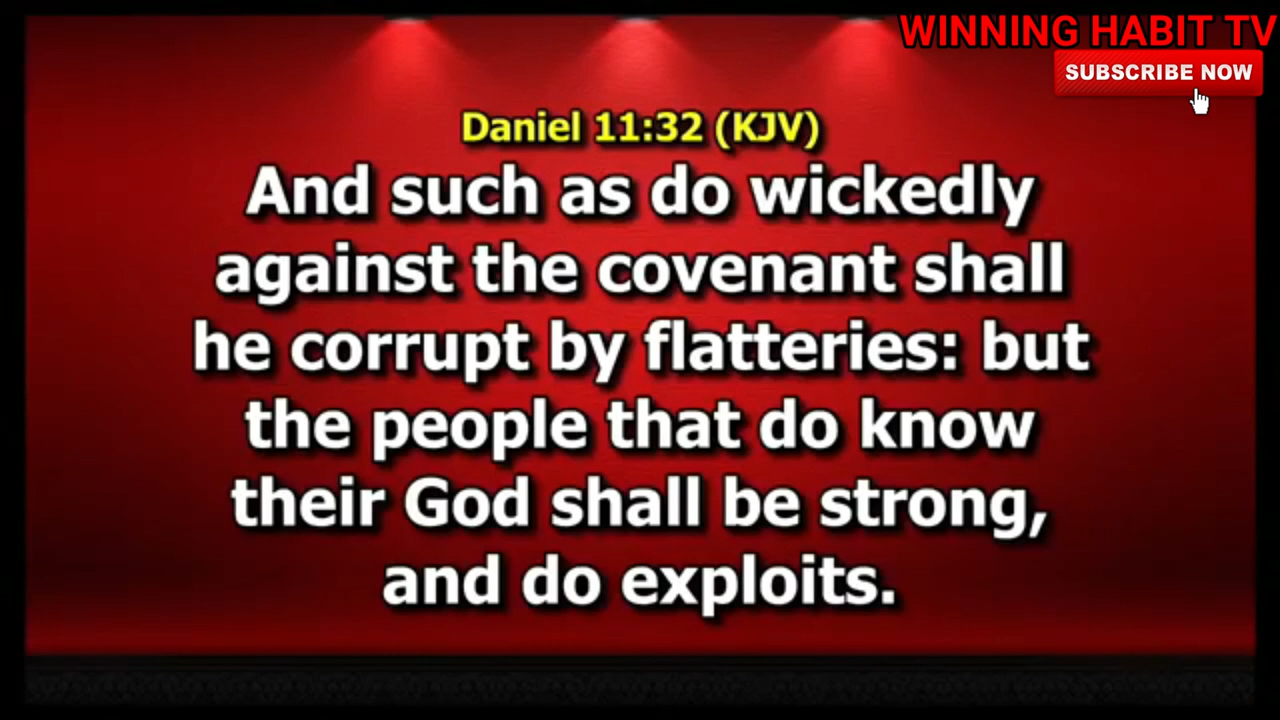 WINNING HABIT TV
SUBSCRIBE NOW
Daniel 11:32 (KJV)
And such as do wickedly
against the covenant shall
he corrupt by flatteries: but
the people that do know
their God shall be strong,
and do exploits.